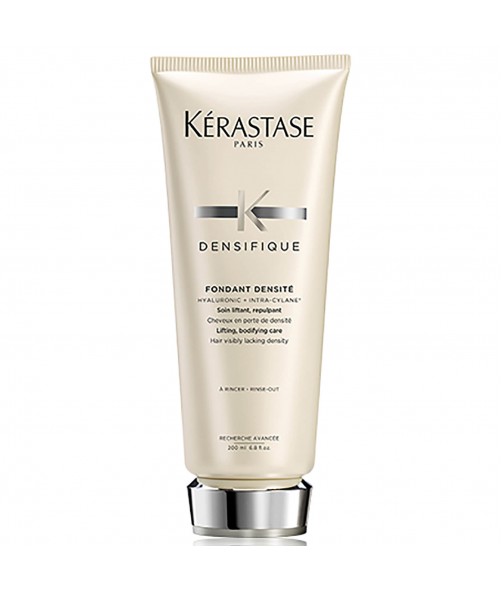 KÉRASTASE
PARIS
K
DENSIFIQUE
FONDANT DENSITÉ
HYALURONIC + INTRA-CYLANE®
Soin liftant, repulpant
Cheveux en perte de densité
Lifting, bodifying care
Hair visibly lacking density
À RINCER • RINSE-OUT
RECHERCHE AVANCÉE
200 ml 6.8 fl.oz.